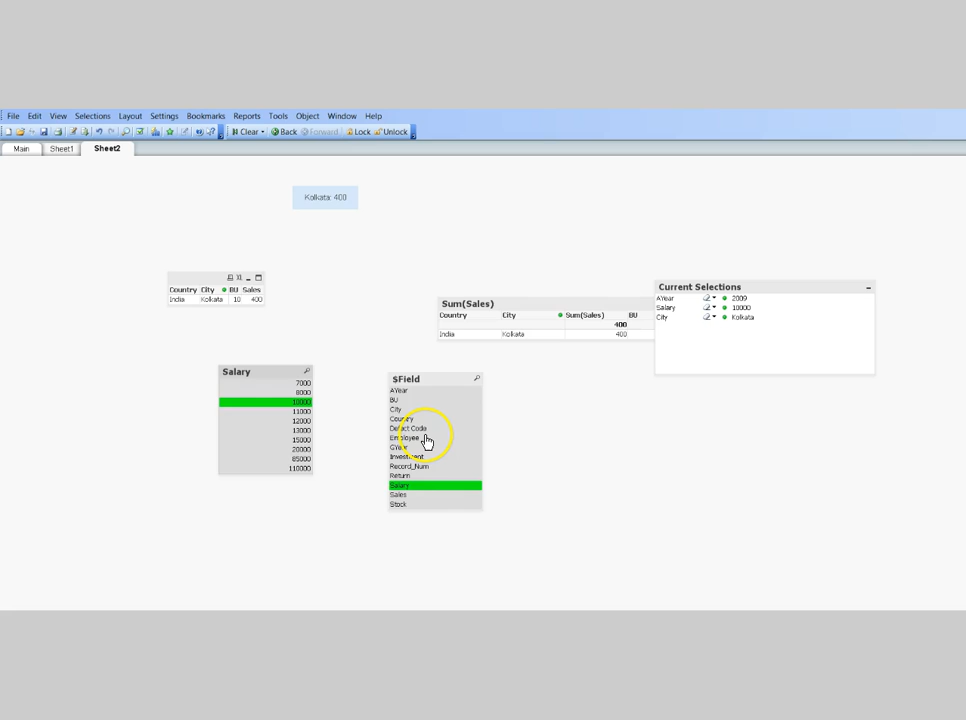 File Edit View Selections Layout Settings Bookmarks Reports Tools Object Window Help
Clear Back Forward Lock Unlock
Main Sheet1 Sheet2
Kolkata: 400
XL
Country City BU Sales
India Kolkata 10 400
Sum(Sales)
Country City Sum(Sales) BU
400
India Kolkata 400
Current Selections
AYear 2009
Salary 10000
City Kolkata
Salary
7000
8000
10000
11000
12000
13000
15000
20000
85000
110000
$Field
AYear
BU
City
Country
Defect Code
Employee
GYear
Investment
Record_Num
Return
Salary
Sales
Stock